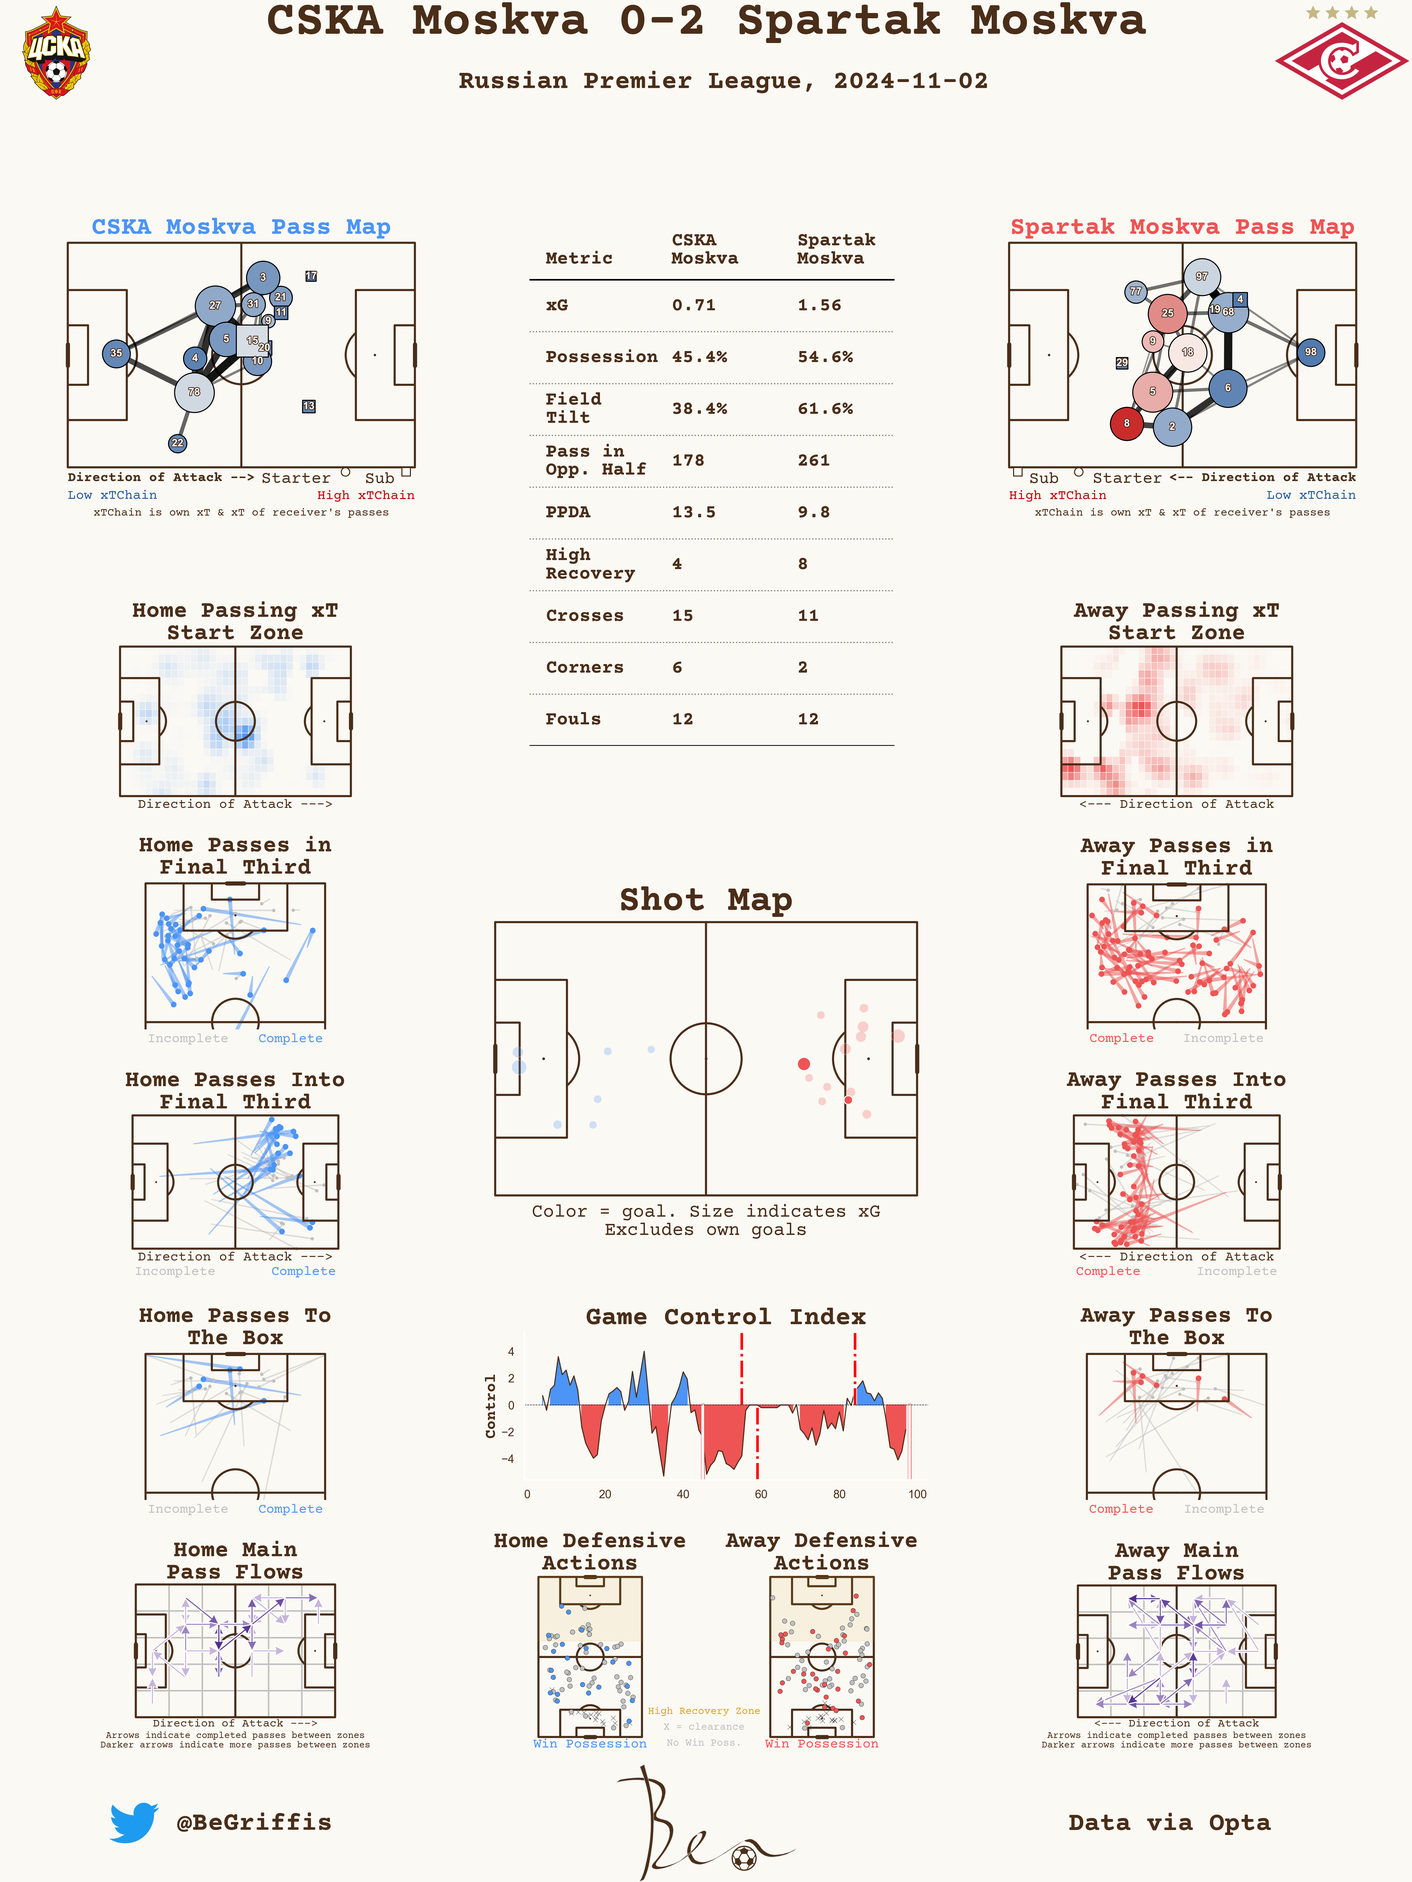 CSKA Moskva 0-2 Spartak Moskva
Russian Premier League, 2024-11-02
ЦСКА
CSKA Moskva Pass Map
3
17
27
31
21
11
9
5
15
20
35
4
10
78
13
22
Direction of Attack --> Starter Sub
Low xTChain High xTChain
xTChain is own xT & xT of receiver's passes
Metric CSKA Moskva Spartak Moskva
xG 0.71 1.56
Possession 45.4% 54.6%
Field Tilt 38.4% 61.6%
Pass in Opp. Half 178 261
PPDA 13.5 9.8
High Recovery 4 8
Crosses 15 11
Corners 6 2
Fouls 12 12
Spartak Moskva Pass Map
97
77
4
25
19
68
9
18
98
29
5
6
8
2
Sub Starter <-- Direction of Attack
High xTChain Low xTChain
xTChain is own xT & xT of receiver's passes
Home Passing xT
Start Zone
Direction of Attack --->
Away Passing xT
Start Zone
<--- Direction of Attack
Home Passes in
Final Third
Incomplete Complete
Away Passes in
Final Third
Complete Incomplete
Shot Map
Color = goal. Size indicates xG
Excludes own goals
Home Passes Into
Final Third
Direction of Attack --->
Incomplete Complete
Away Passes Into
Final Third
<--- Direction of Attack
Complete Incomplete
Home Passes To
The Box
Incomplete Complete
Game Control Index
Control
4
2
0
−2
−4
0 20 40 60 80 100
Away Passes To
The Box
Complete Incomplete
Home Main
Pass Flows
Direction of Attack --->
Arrows indicate completed passes between zones
Darker arrows indicate more passes between zones
Home Defensive
Actions
Win Possession
Away Defensive
Actions
Win Possession
High Recovery Zone
X = clearance
No Win Poss.
Away Main
Pass Flows
<--- Direction of Attack
Arrows indicate completed passes between zones
Darker arrows indicate more passes between zones
@BeGriffis
Ben
Data via Opta